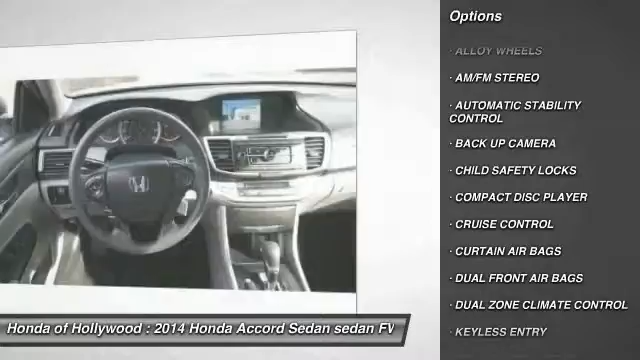 Options
· ALLOY WHEELS
· AM/FM STEREO
· AUTOMATIC STABILITY
CONTROL
· BACK UP CAMERA
· CHILD SAFETY LOCKS
· COMPACT DISC PLAYER
· CRUISE CONTROL
· CURTAIN AIR BAGS
· DUAL FRONT AIR BAGS
· DUAL ZONE CLIMATE CONTROL
· KEYLESS ENTRY
Honda of Hollywood : 2014 Honda Accord Sedan sedan FW